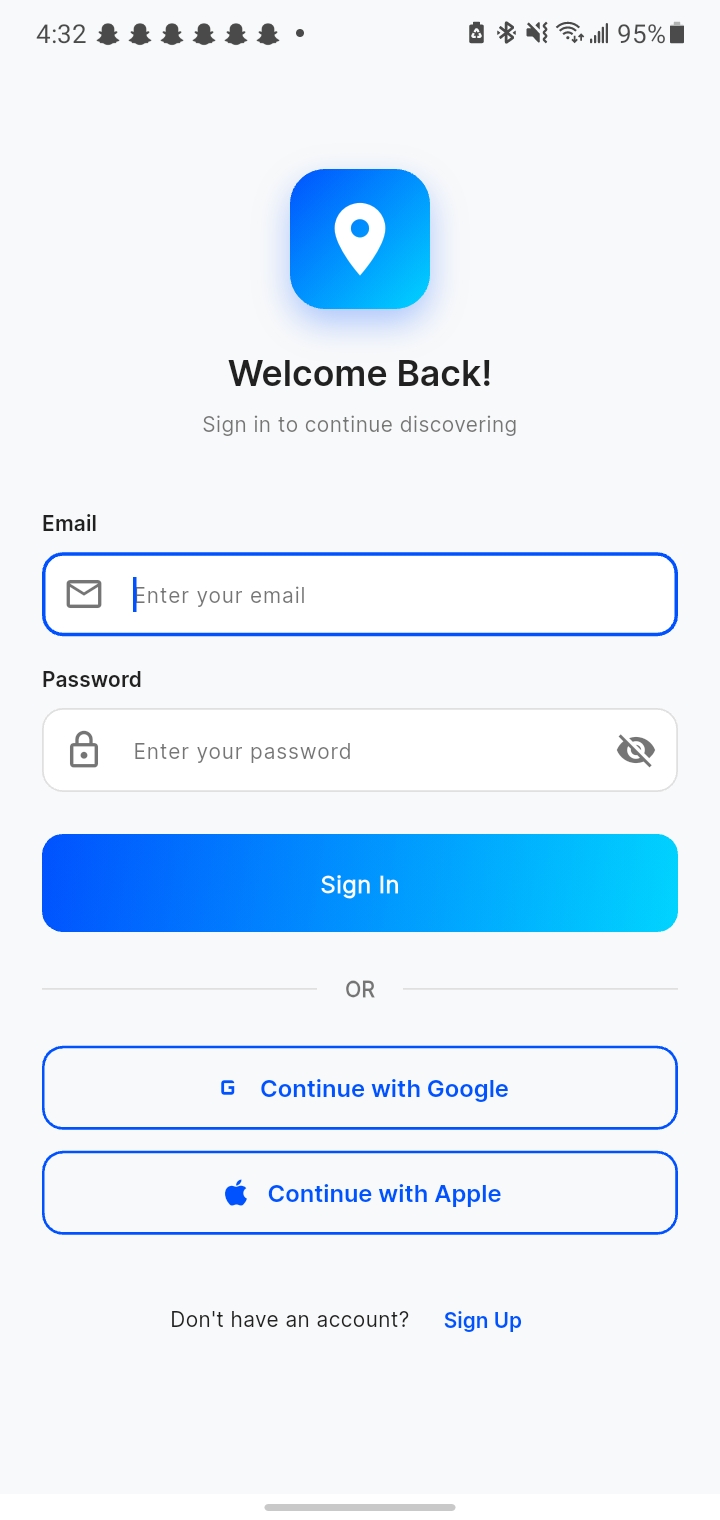 4:32 95%
Welcome Back!
Sign in to continue discovering
Email
Enter your email
Password
Enter your password
Sign In
OR
G Continue with Google
Continue with Apple
Don't have an account? Sign Up